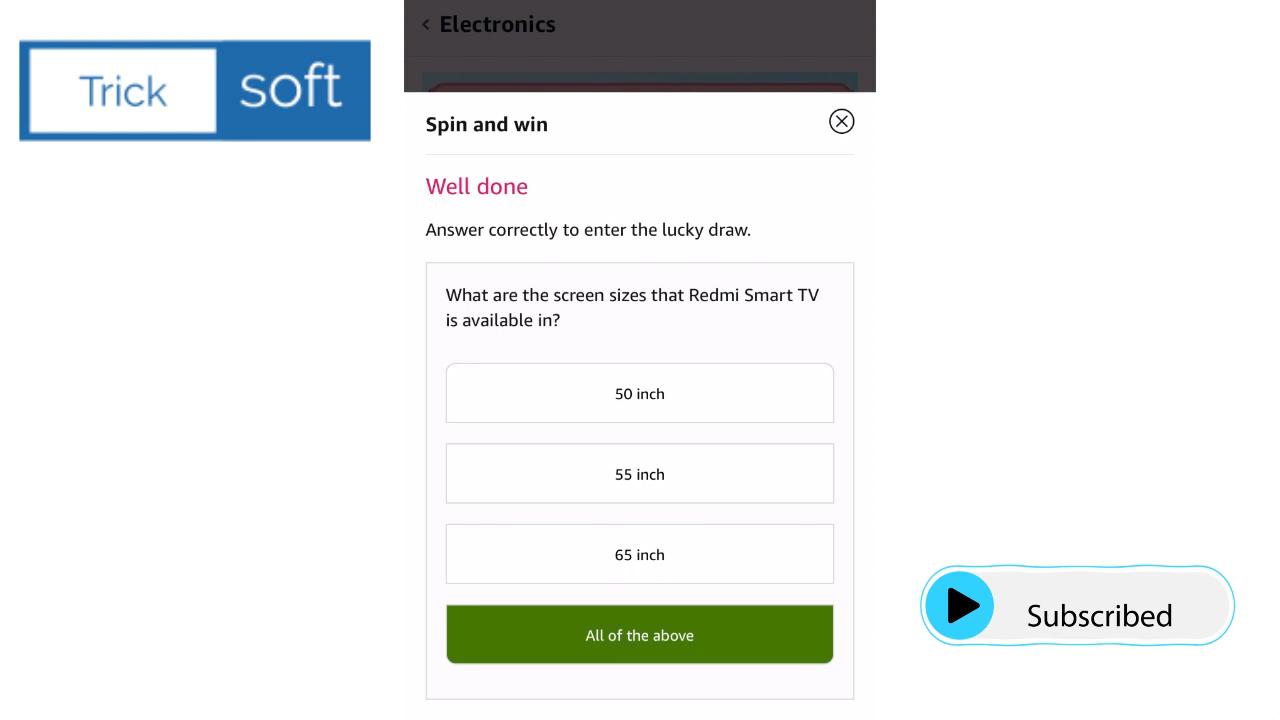 Trick soft
Electronics
Spin and win
Well done
Answer correctly to enter the lucky draw.
What are the screen sizes that Redmi Smart TV
is available in?
50 inch
55 inch
65 inch
All of the above
Subscribed